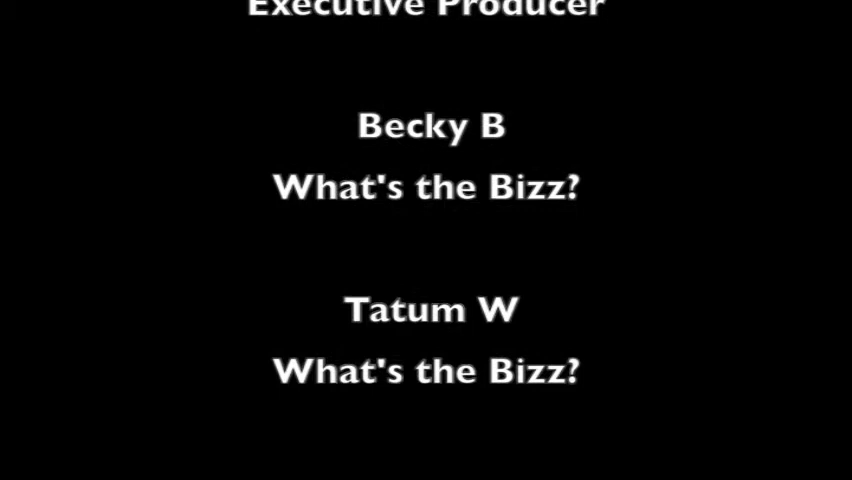 Executive Producer
Becky B
What's the Bizz?
Tatum W
What's the Bizz?